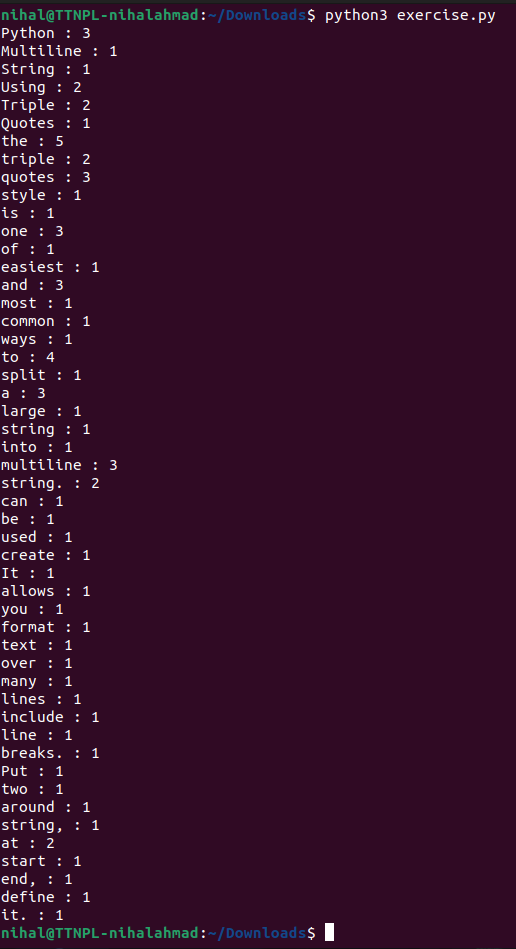 nihal@TTNPL-nihalahmad:~/Downloads$ python3 exercise.py
Python : 3
Multiline : 1
String : 1
Using : 2
Triple : 2
Quotes : 1
the : 5
triple : 2
quotes : 3
style : 1
is : 1
one : 3
of : 1
easiest : 1
and : 3
most : 1
common : 1
ways : 1
to : 4
split : 1
a : 3
large : 1
string : 1
into : 1
multiline : 3
string. : 2
can : 1
be : 1
used : 1
create : 1
It : 1
allows : 1
you : 1
format : 1
text : 1
over : 1
many : 1
lines : 1
include : 1
line : 1
breaks. : 1
Put : 1
two : 1
around : 1
string, : 1
at : 2
start : 1
end, : 1
define : 1
it. : 1
nihal@TTNPL-nihalahmad:~/Downloads$